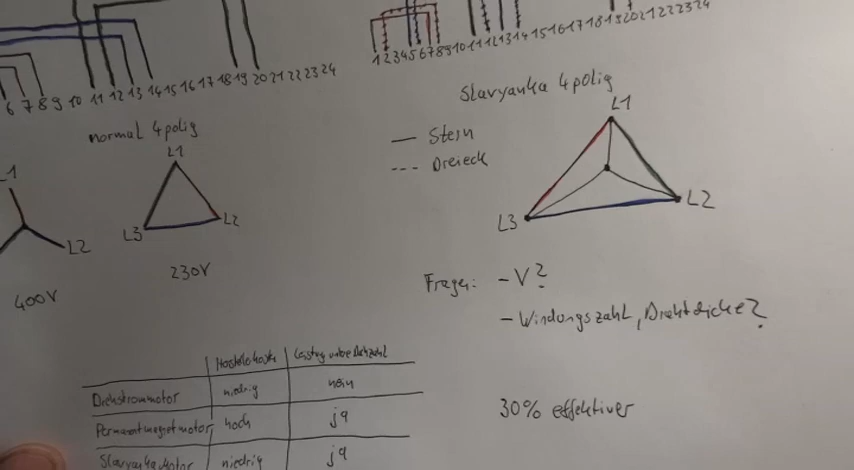 6 7 8 9 10 11 12 13 14 15 16 17 18 19 20 21 22 23 24
1 2 3 4 5 6 7 8 9 10 11 12 13 14 15 16 17 18 19 20 21 22 23 24
normal 4polig
L1
L2
400V
L1
L3
L2
230V
Slavyanka 4polig
— Stern
--- Dreieck
L1
L3
L2
Fragen: - V?
- Windungszahl, Drahtdicke?
30% effektiver
Drehstrommotor niedrig nein
Permanentmagnetmotor hoch ja
Slavyanka Motor niedrig ja